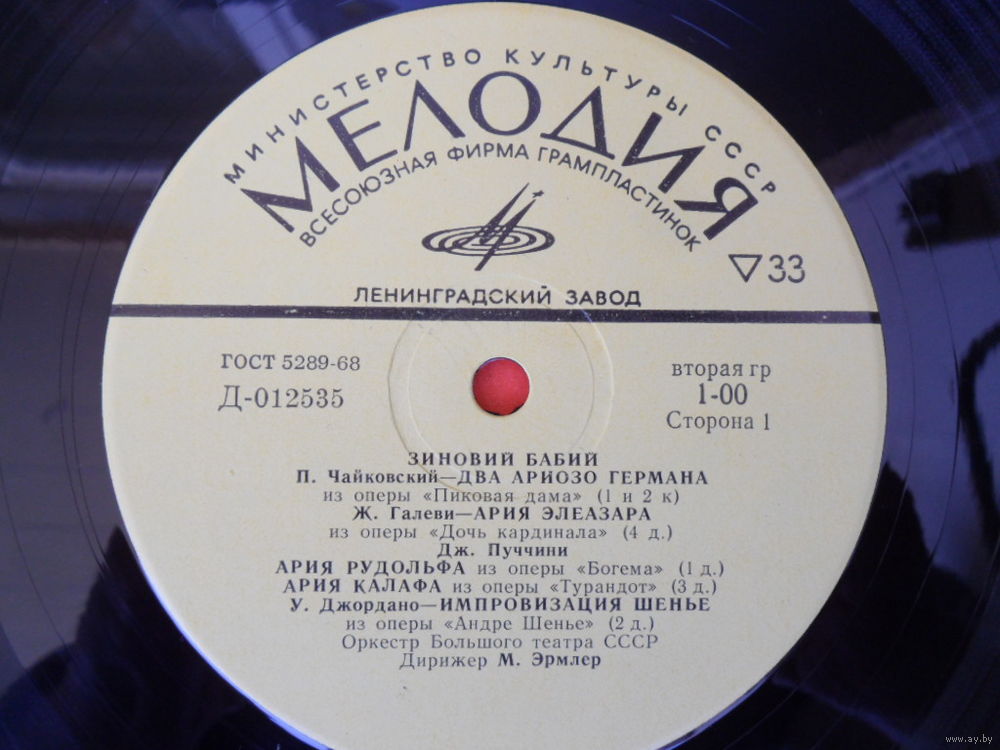 МИНИСТЕРСТВО КУЛЬТУРЫ СССР
МЕЛОДИЯ
ВСЕСОЮЗНАЯ ФИРМА ГРАМПЛАСТИНОК
33
ЛЕНИНГРАДСКИЙ ЗАВОД
ГОСТ 5289-68
Д-012535
вторая гр
1-00
Сторона 1
ЗИНОВИЙ БАБИЙ
П. Чайковский—ДВА АРИОЗО ГЕРМАНА
из оперы «Пиковая дама» (1 и 2 к)
Ж. Галеви—АРИЯ ЭЛЕАЗАРА
из оперы «Дочь кардинала» (4 д.)
Дж. Пуччини
АРИЯ РУДОЛЬФА из оперы «Богема» (1 д.)
АРИЯ КАЛАФА из оперы «Турандот» (3 д.)
У. Джордано—ИМПРОВИЗАЦИЯ ШЕНЬЕ
из оперы «Андре Шенье» (2 д.)
Оркестр Большого театра СССР
Дирижер М. Эрмлер
www.ay.by